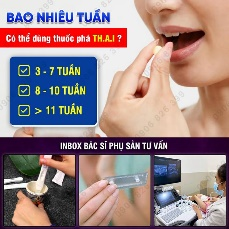 BAO NHIÊU TUẦN
Có thể dùng thuốc phá TH.A.I ?
3 - 7 TUẦN
8 - 10 TUẦN
> 11 TUẦN
INBOX BÁC SĨ PHỤ SẢN TƯ VẤN